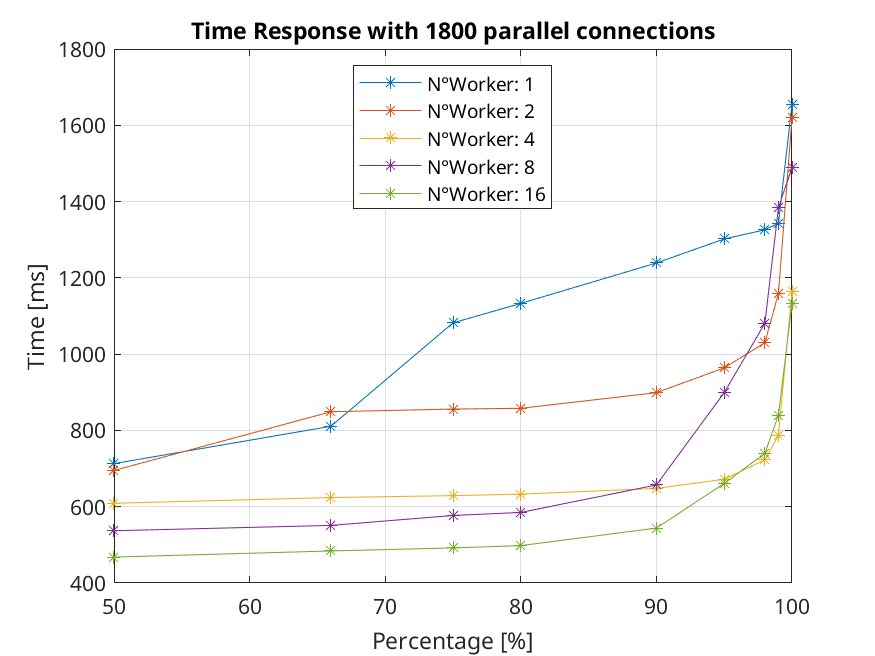 Time Response with 1800 parallel connections
1800
1600
1400
1200
1000
800
600
400
Time [ms]
N°Worker: 1
N°Worker: 2
N°Worker: 4
N°Worker: 8
N°Worker: 16
50
60
70
80
90
100
Percentage [%]